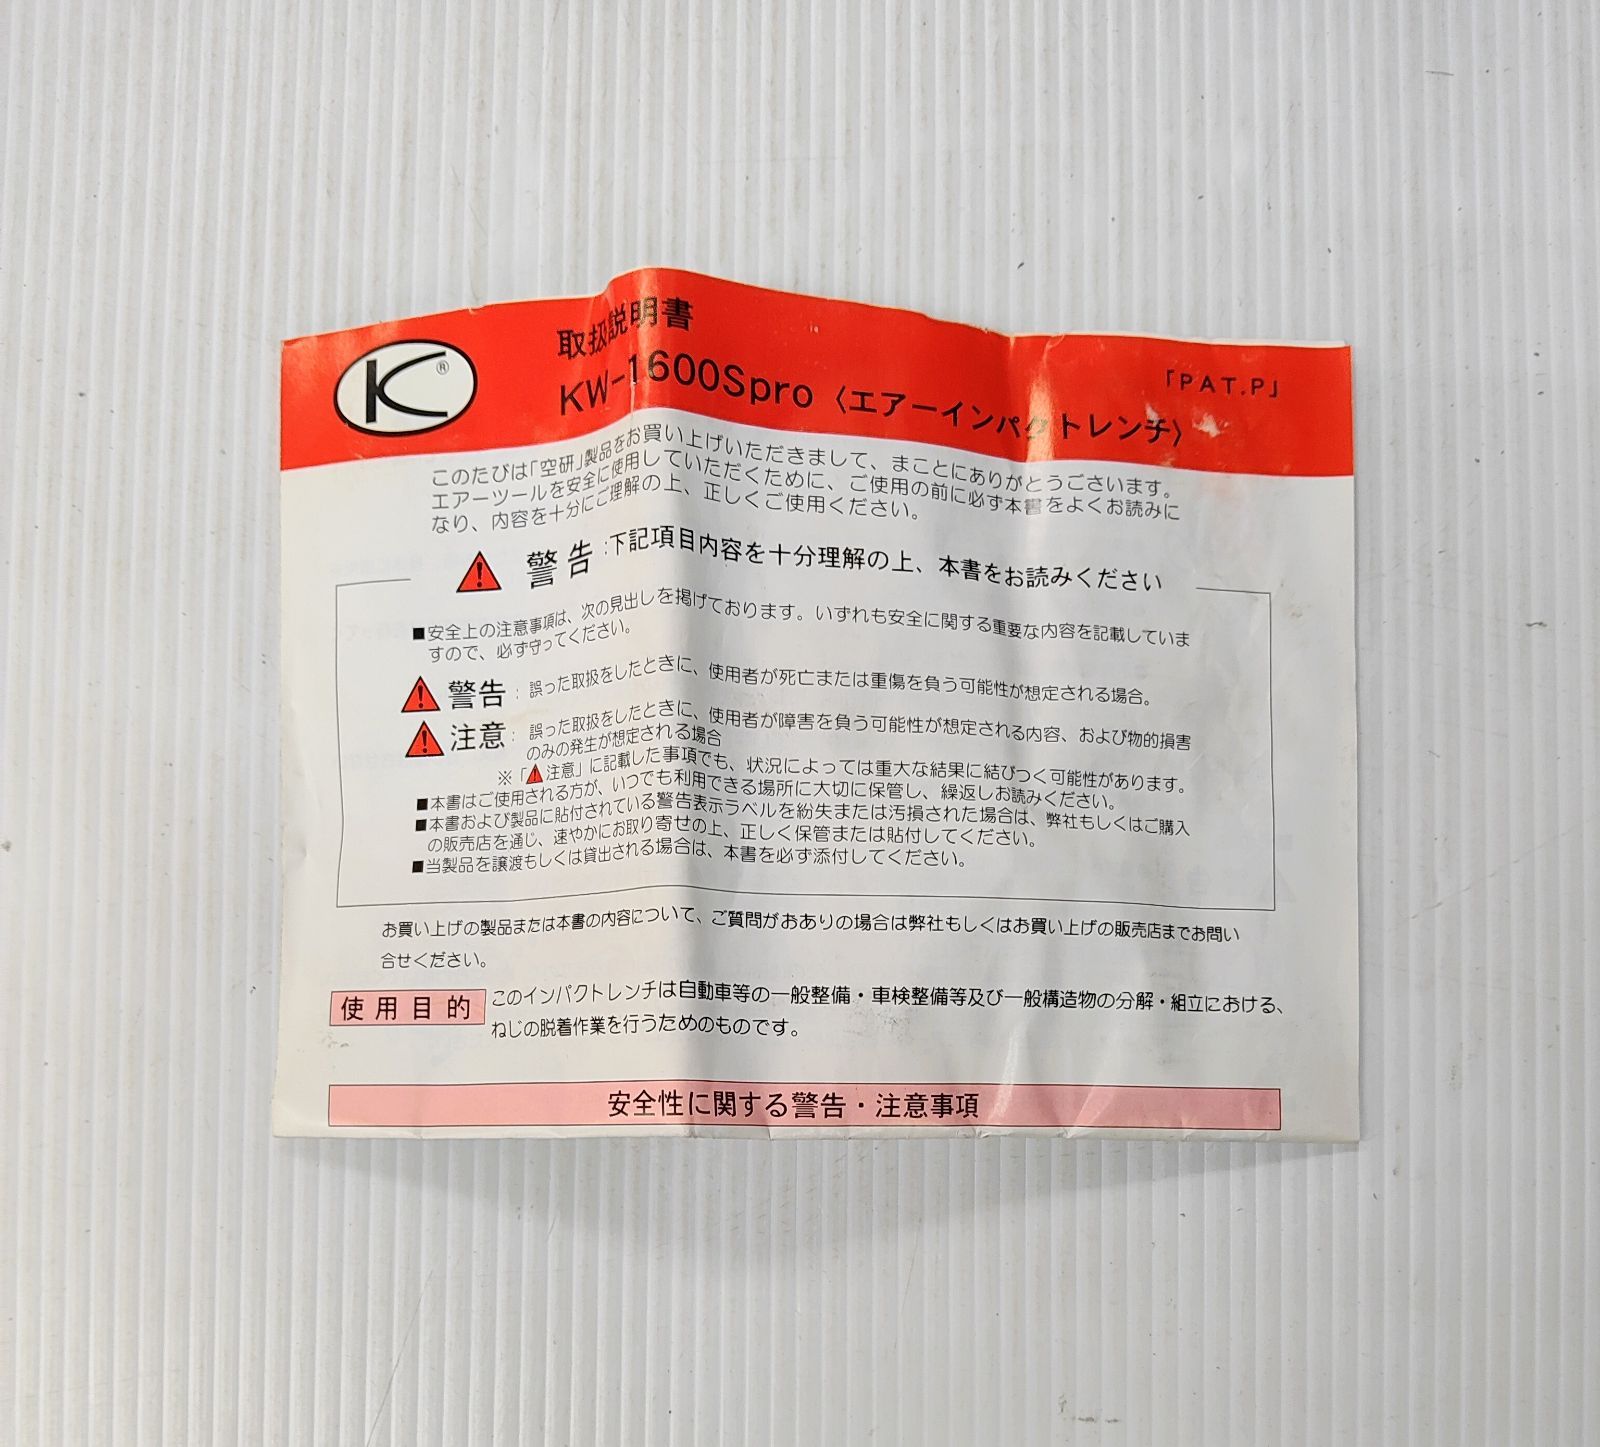 K®
取扱説明書
KW-1600Spro〈エアーインパクトレンチ〉
「PAT.P」
このたびは「空研」製品をお買い上げいただきまして、まことにありがとうございます。
エアーツールを安全に使用していただくために、ご使用の前に必ず本書をよくお読みに
なり、内容を十分にご理解の上、正しくご使用ください。
警告:下記項目内容を十分理解の上、本書をお読みください
■安全上の注意事項は、次の見出しを掲げております。いずれも安全に関する重要な内容を記載していま
すので、必ず守ってください。
警告:誤った取扱をしたときに、使用者が死亡または重傷を負う可能性が想定される場合。
注意:誤った取扱をしたときに、使用者が障害を負う可能性が想定される内容、および物的損害
のみの発生が想定される場合
※「注意」に記載した事項でも、状況によっては重大な結果に結びつく可能性があります。
■本書はご使用される方が、いつでも利用できる場所に大切に保管し、繰返しお読みください。
■本書および製品に貼付されている警告表示ラベルを紛失または汚損された場合は、弊社もしくはご購入
の販売店を通じ、速やかにお取り寄せの上、正しく保管または貼付してください。
■当製品を譲渡もしくは貸出される場合は、本書を必ず添付してください。
お買い上げの製品または本書の内容について、ご質問がおありの場合は弊社もしくはお買い上げの販売店までお問い
合せください。
使用目的 このインパクトレンチは自動車等の一般整備・車検整備等及び一般構造物の分解・組立における、
ねじの脱着作業を行うためのものです。
安全性に関する警告・注意事項